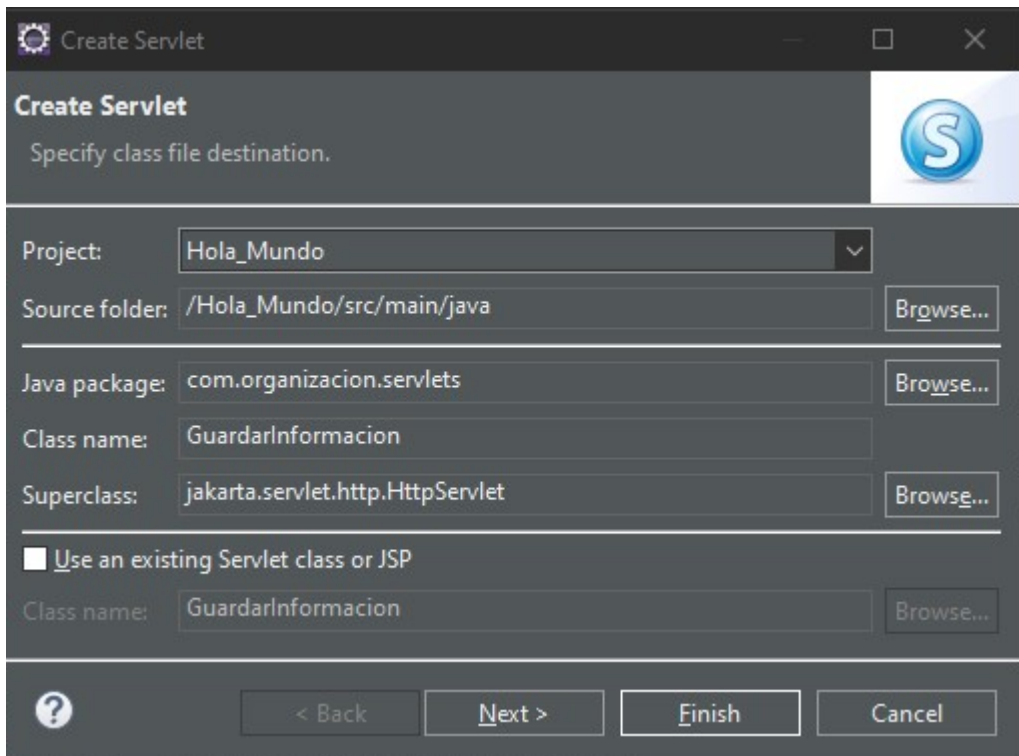 Create Servlet
Create Servlet
Specify class file destination.
S
Project: Hola_Mundo
Source folder: /Hola_Mundo/src/main/java Browse...
Java package: com.organizacion.servlets Browse...
Class name: GuardarInformacion
Superclass: jakarta.servlet.http.HttpServlet Browse...
Use an existing Servlet class or JSP
Class name: GuardarInformacion Browse...
? < Back Next > Finish Cancel